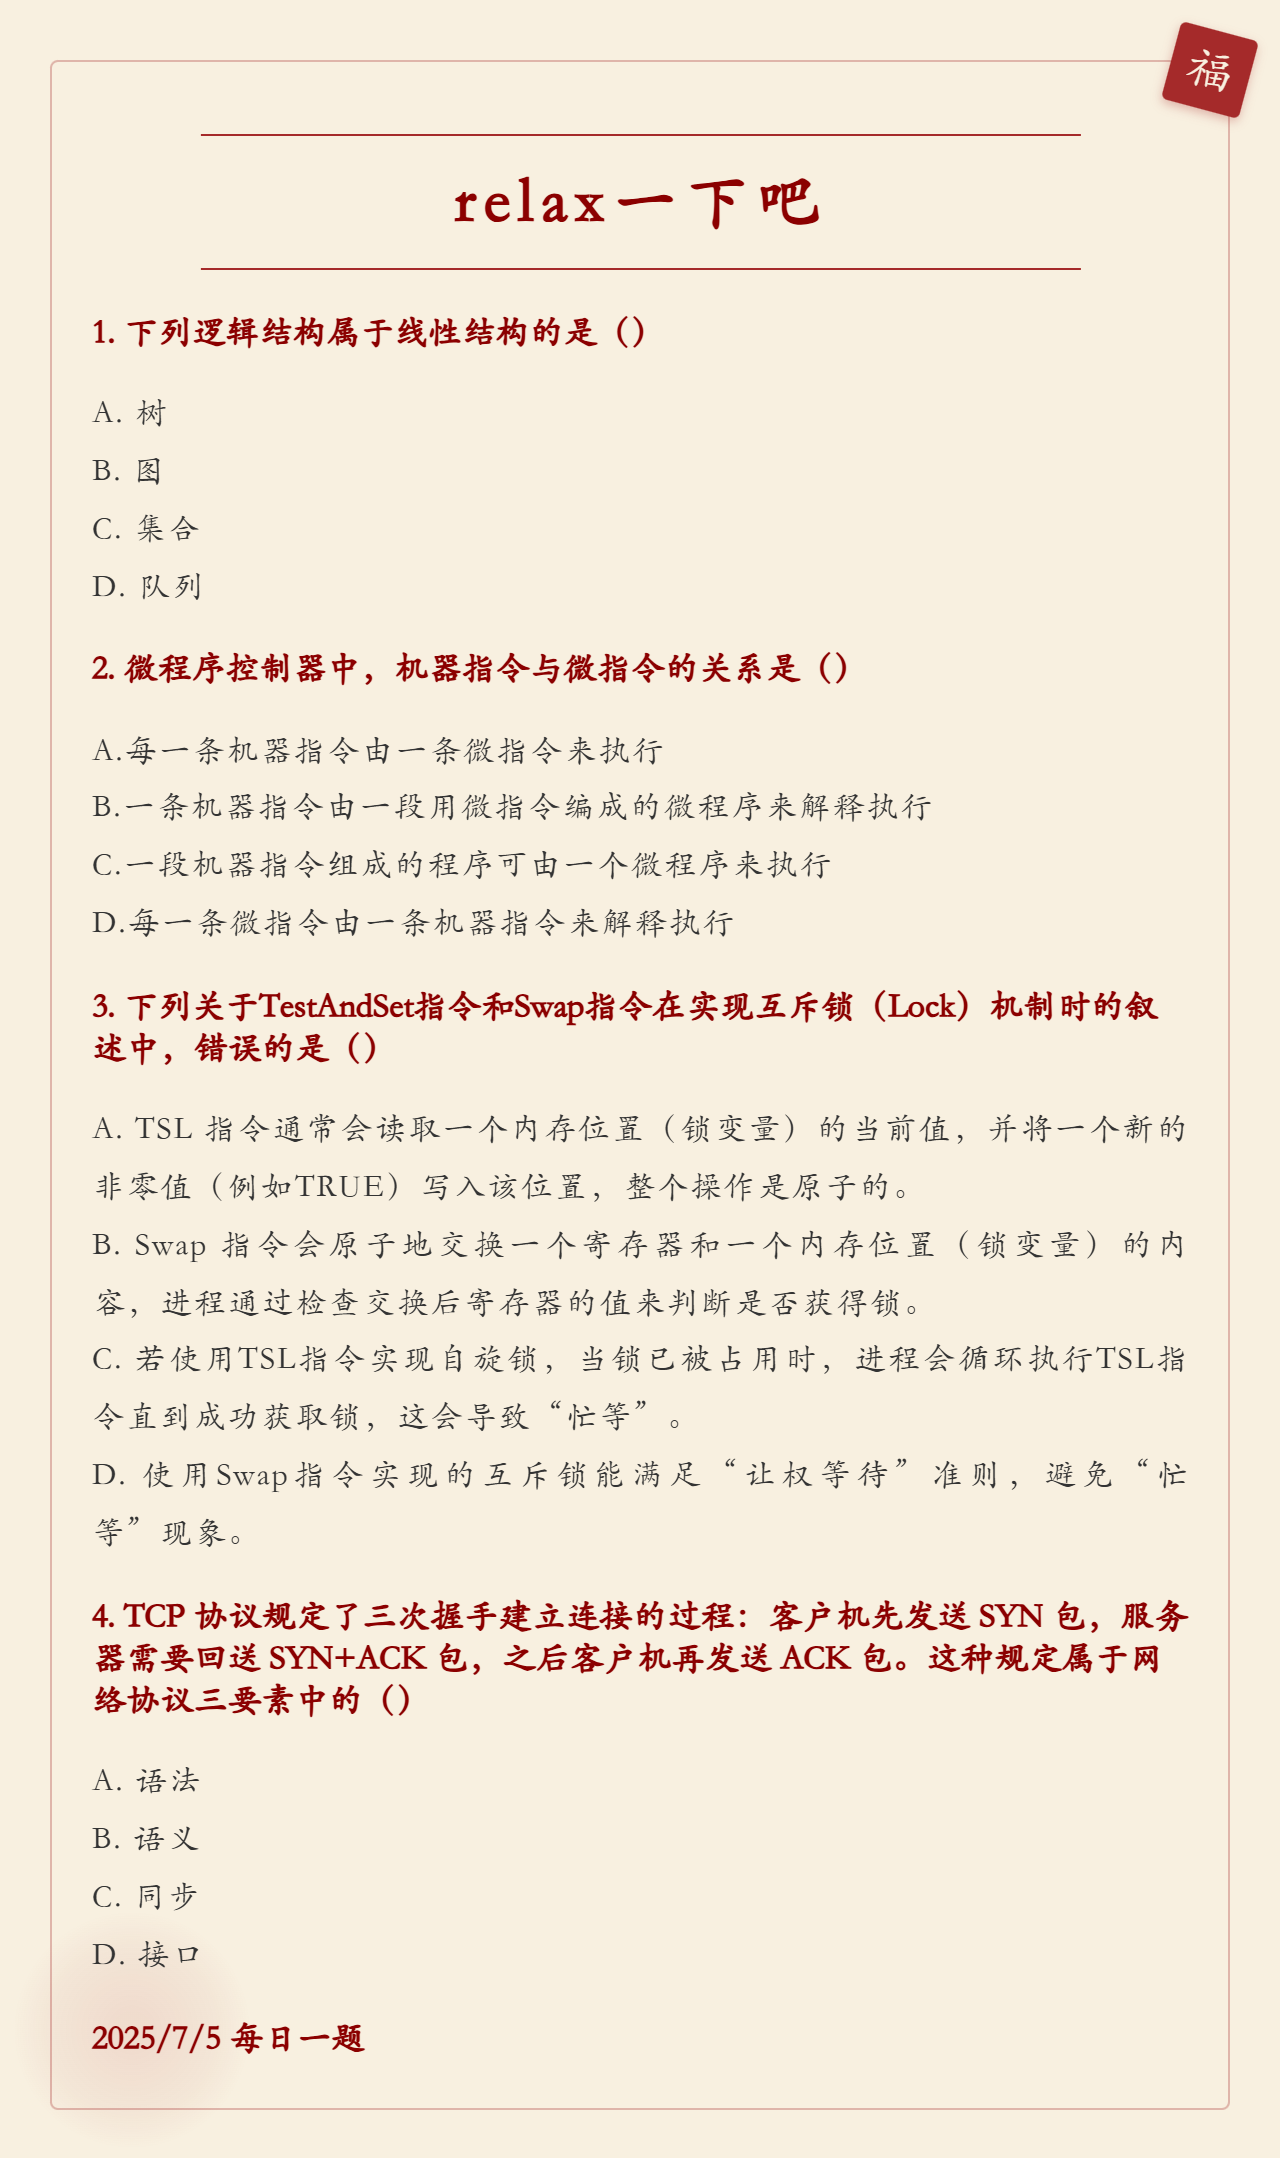 福
relax一下吧
1. 下列逻辑结构属于线性结构的是（）
A. 树
B. 图
C. 集合
D. 队列
2. 微程序控制器中，机器指令与微指令的关系是（）
A.每一条机器指令由一条微指令来执行
B.一条机器指令由一段用微指令编成的微程序来解释执行
C.一段机器指令组成的程序可由一个微程序来执行
D.每一条微指令由一条机器指令来解释执行
3. 下列关于TestAndSet指令和Swap指令在实现互斥锁（Lock）机制时的叙
述中，错误的是（）
A. TSL 指令通常会读取一个内存位置（锁变量）的当前值，并将一个新的
非零值（例如TRUE）写入该位置，整个操作是原子的。
B. Swap 指令会原子地交换一个寄存器和一个内存位置（锁变量）的内
容，进程通过检查交换后寄存器的值来判断是否获得锁。
C. 若使用TSL指令实现自旋锁，当锁已被占用时，进程会循环执行TSL指
令直到成功获取锁，这会导致“忙等”。
D. 使用Swap指令实现的互斥锁能满足“让权等待”准则，避免“忙
等”现象。
4. TCP 协议规定了三次握手建立连接的过程：客户机先发送 SYN 包，服务
器需要回送 SYN+ACK 包，之后客户机再发送 ACK 包。这种规定属于网
络协议三要素中的（）
A. 语法
B. 语义
C. 同步
D. 接口
2025/7/5 每日一题